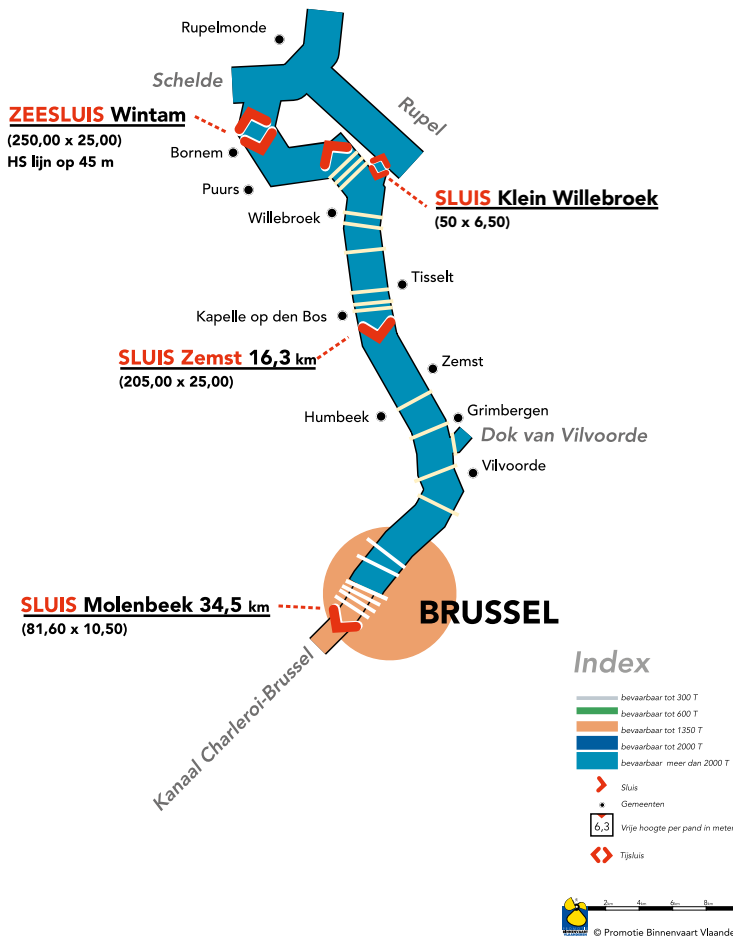 Rupelmonde
Schelde
Rupel
ZEESLUIS Wintam
(250,00 x 25,00)
HS lijn op 45 m
Bornem
Puurs
SLUIS Klein Willebroek
(50 x 6,50)
Willebroek
Tisselt
Kapelle op den Bos
SLUIS Zemst 16,3 km
(205,00 x 25,00)
Zemst
Humbeek
Grimbergen
Dok van Vilvoorde
Vilvoorde
SLUIS Molenbeek 34,5 km
(81,60 x 10,50)
BRUSSEL
Kanaal Charleroi-Brussel
Index
bevaarbaar tot 300 T
bevaarbaar tot 600 T
bevaarbaar tot 1350 T
bevaarbaar tot 2000 T
bevaarbaar meer dan 2000 T
Sluis
Gemeenten
6,3 Vrije hoogte per pand in meter
Tijsluis
2km 4km 6km 8km
BINNENVAART
VLAANDEREN
© Promotie Binnenvaart Vlaande